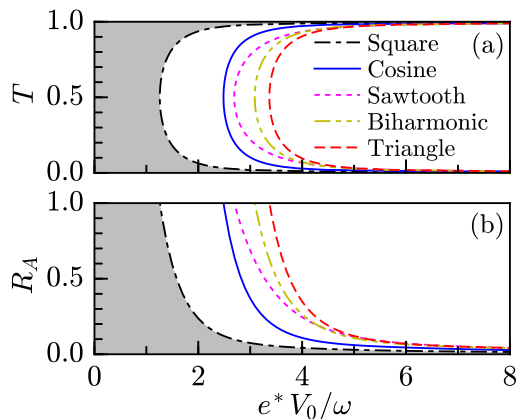 1.0
0.5
0.0
T
(a)
Square
Cosine
Sawtooth
Biharmonic
Triangle
1.0
0.5
0.0
R_A
(b)
0 2 4 6 8
e* V_0/ω